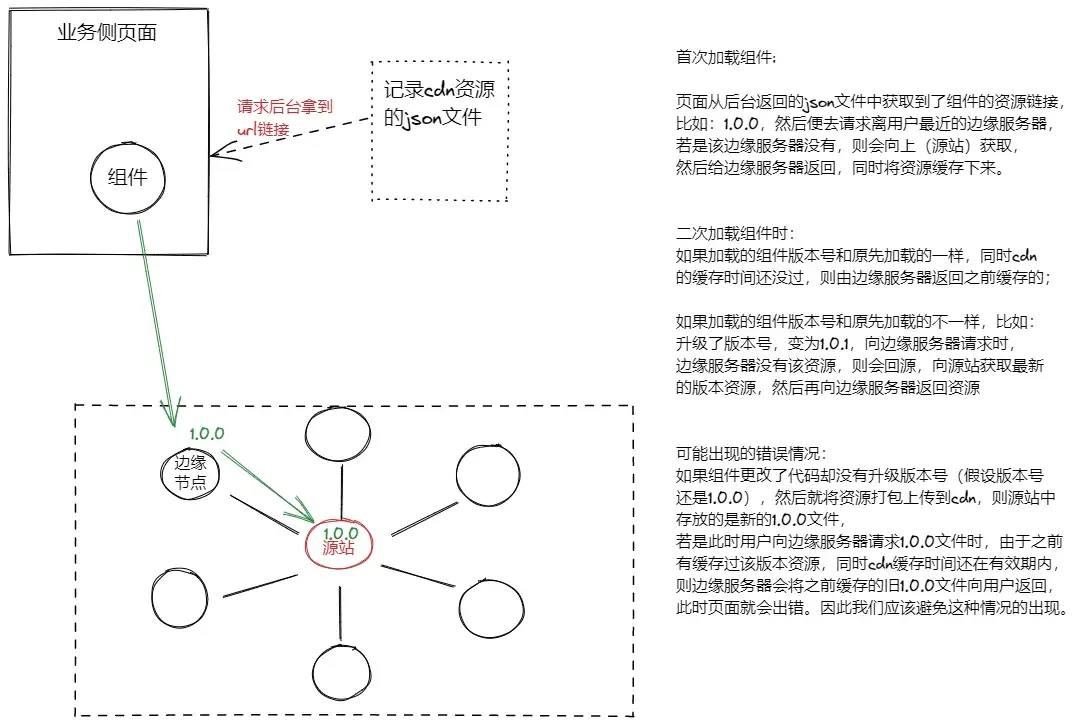 业务侧页面
请求后台拿到
url链接
记录cdn资源
的json文件
组件
1.0.0
边缘
节点
1.0.0
源站
首次加载组件:
页面从后台返回的json文件中获取到了组件的资源链接，
比如：1.0.0，然后便去请求离用户最近的边缘服务器，
若是该边缘服务器没有，则会向上（源站）获取，
然后给边缘服务器返回，同时将资源缓存下来。
二次加载组件时：
如果加载的组件版本号和原先加载的一样，同时cdn
的缓存时间还没过，则由边缘服务器返回之前缓存的；
如果加载的组件版本号和原先加载的不一样，比如：
升级了版本号，变为1.0.1，向边缘服务器请求时，
边缘服务器没有该资源，则会回源，向源站获取最新
的版本资源，然后再向边缘服务器返回资源
可能出现的错误情况：
如果组件更改了代码却没有升级版本号（假设版本号
还是1.0.0），然后就将资源打包上传到cdn，则源站中
存放的是新的1.0.0文件，
若是此时用户向边缘服务器请求1.0.0文件时，由于之前
有缓存过该版本资源，同时cdn缓存时间还在有效期内，
则边缘服务器会将之前缓存的旧1.0.0文件向用户返回，
此时页面就会出错。因此我们应该避免这种情况的出现。